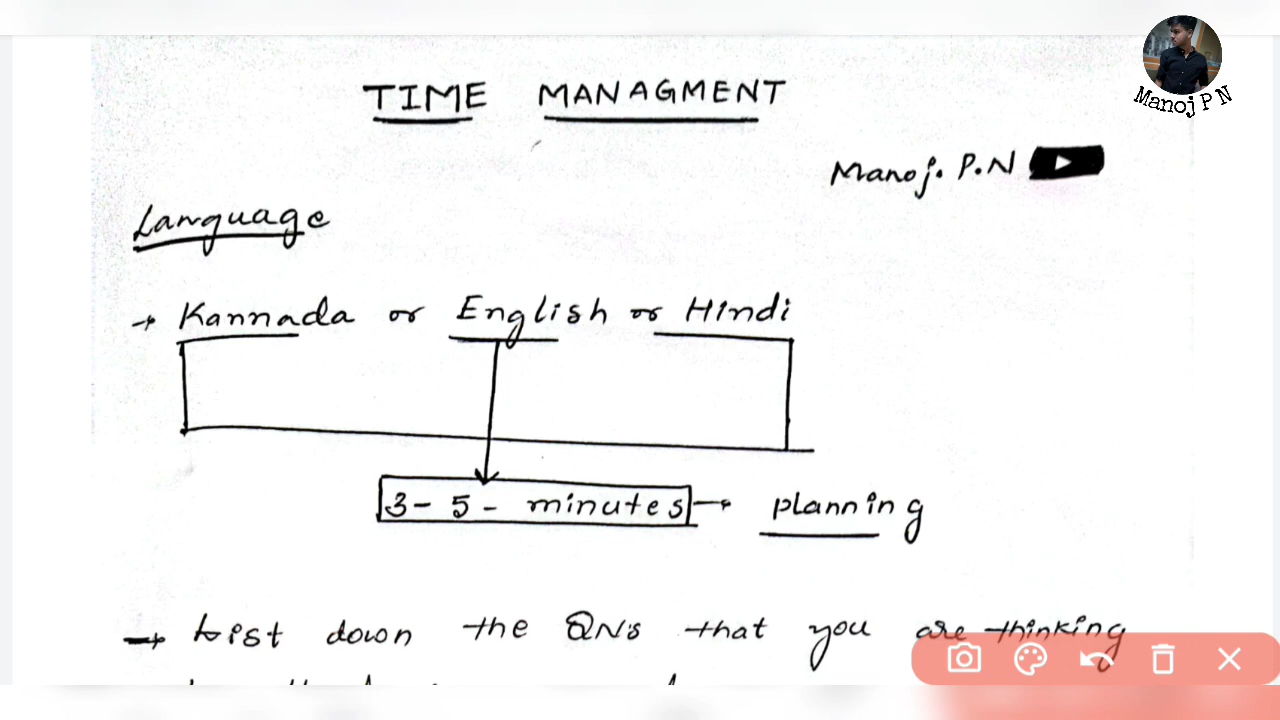 Manoj P N
TIME MANAGMENT
Manoj. P.N
Language
→ Kannada or English or Hindi
3 - 5 - minutes → planning
→ List down the QNs that you are thinking